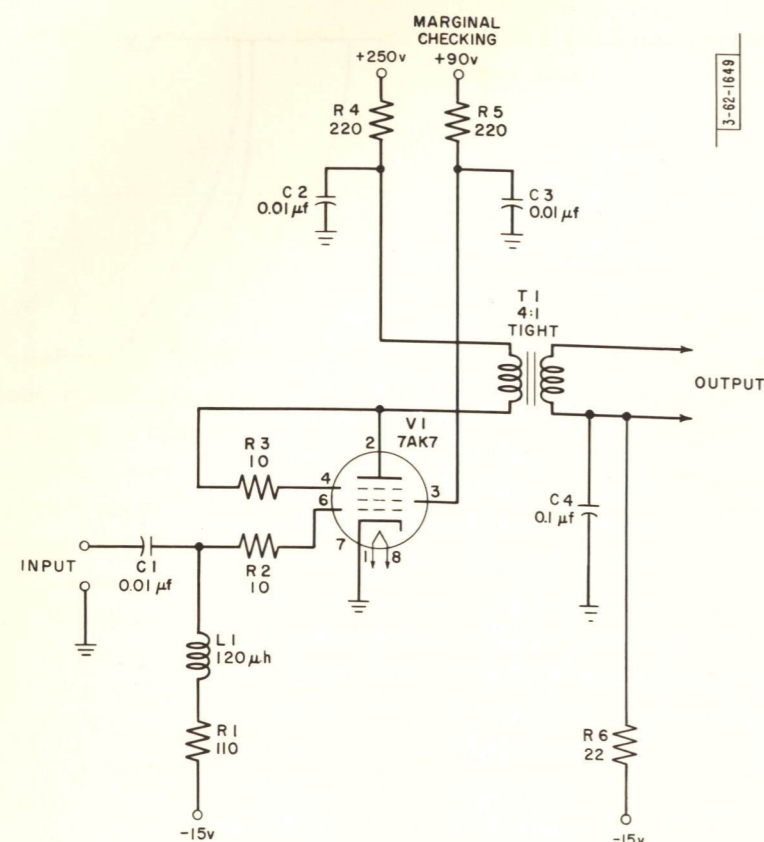 MARGINAL
CHECKING
+250v
+90v
3-62-1649
R 4
220
R 5
220
C 2
0.01 μf
C 3
0.01 μf
T 1
4:1
TIGHT
OUTPUT
V 1
7AK7
2
R 3
10
4
6
3
7
1
8
C 4
0.1 μf
INPUT
C 1
0.01 μf
R 2
10
L 1
120 μh
R 1
110
R 6
22
-15v
-15v